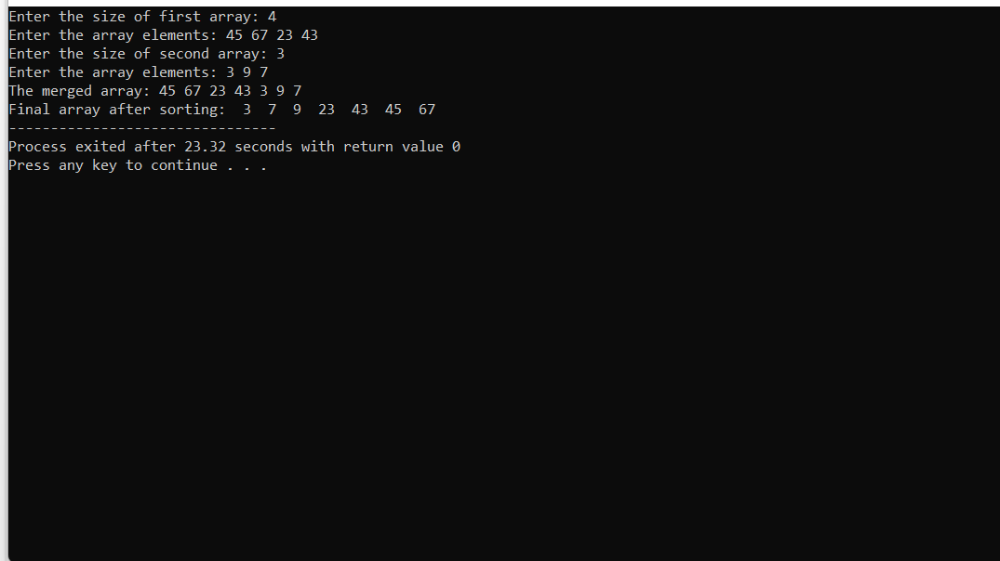 Enter the size of first array: 4
Enter the array elements: 45 67 23 43
Enter the size of second array: 3
Enter the array elements: 3 9 7
The merged array: 45 67 23 43 3 9 7
Final array after sorting:  3  7  9  23  43  45  67
--------------------------------
Process exited after 23.32 seconds with return value 0
Press any key to continue . . .